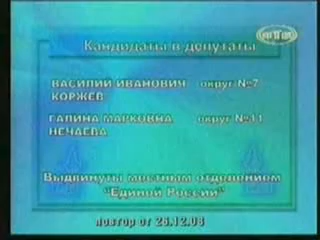 Кандидаты в депутаты
ВАСИЛИЙ ИВАНОВИЧ округ №7
КОРЖЕВ
ГАЛИНА МАРКОВНА округ №11
НЕЧАЕВА
Выдвинуты местным отделением
"Единой России"
повтор от 26.12.08